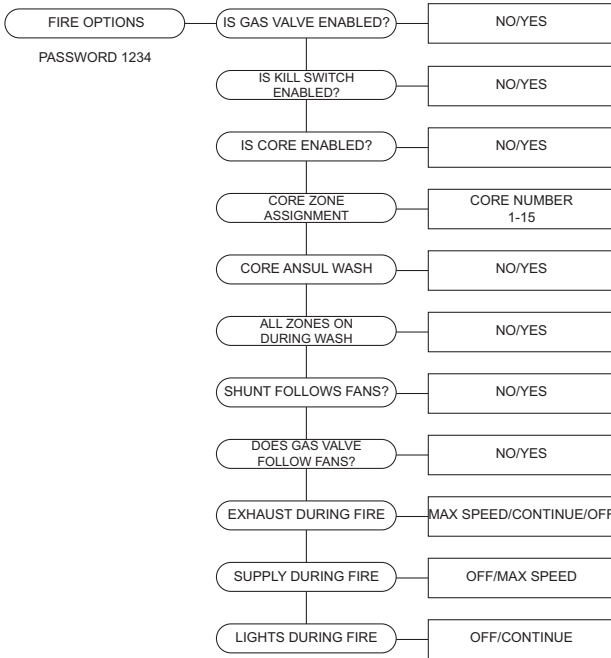 FIRE OPTIONS
PASSWORD 1234
IS GAS VALVE ENABLED?
NO/YES
IS KILL SWITCH
ENABLED?
NO/YES
IS CORE ENABLED?
NO/YES
CORE ZONE
ASSIGNMENT
CORE NUMBER
1-15
CORE ANSUL WASH
NO/YES
ALL ZONES ON
DURING WASH
NO/YES
SHUNT FOLLOWS FANS?
NO/YES
DOES GAS VALVE
FOLLOW FANS?
NO/YES
EXHAUST DURING FIRE
MAX SPEED/CONTINUE/OFF
SUPPLY DURING FIRE
OFF/MAX SPEED
LIGHTS DURING FIRE
OFF/CONTINUE